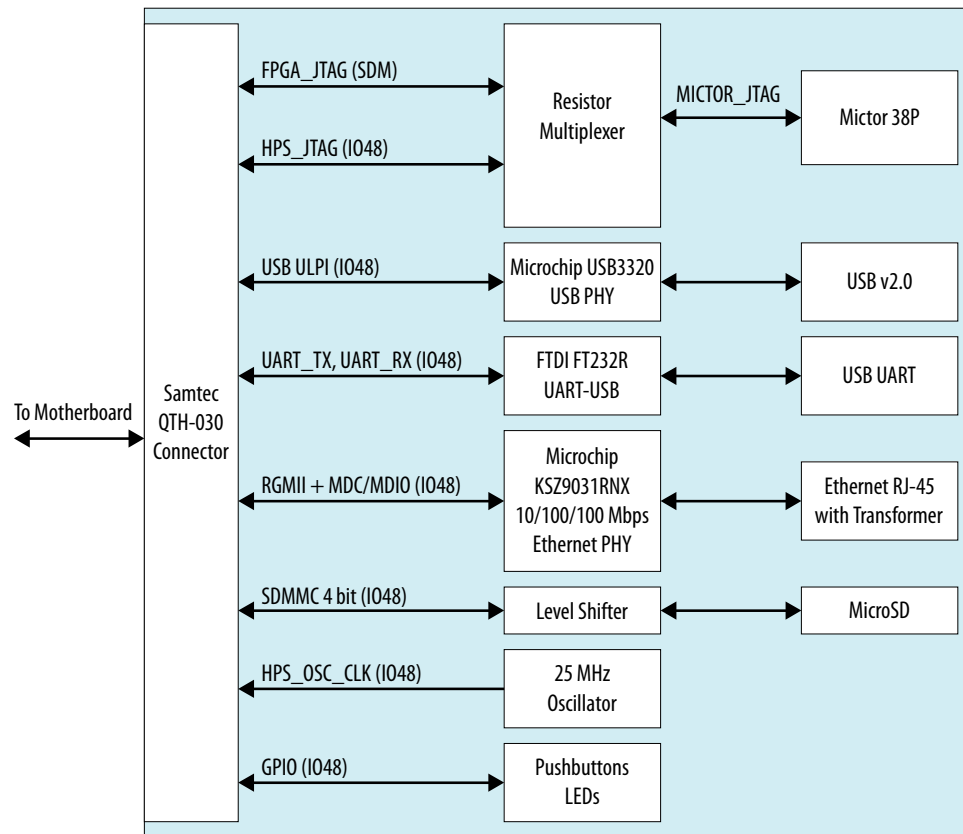 FPGA_JTAG (SDM)
Resistor
Multiplexer
MICTOR_JTAG
Mictor 38P
HPS_JTAG (IO48)
USB ULPI (IO48)
Microchip USB3320
USB PHY
USB v2.0
UART_TX, UART_RX (IO48)
FTDI FT232R
UART-USB
USB UART
To Motherboard
Samtec
QTH-030
Connector
RGMII + MDC/MDIO (IO48)
Microchip
KSZ9031RNX
10/100/100 Mbps
Ethernet PHY
Ethernet RJ-45
with Transformer
SDMMC 4 bit (IO48)
Level Shifter
MicroSD
HPS_OSC_CLK (IO48)
25 MHz
Oscillator
GPIO (IO48)
Pushbuttons
LEDs